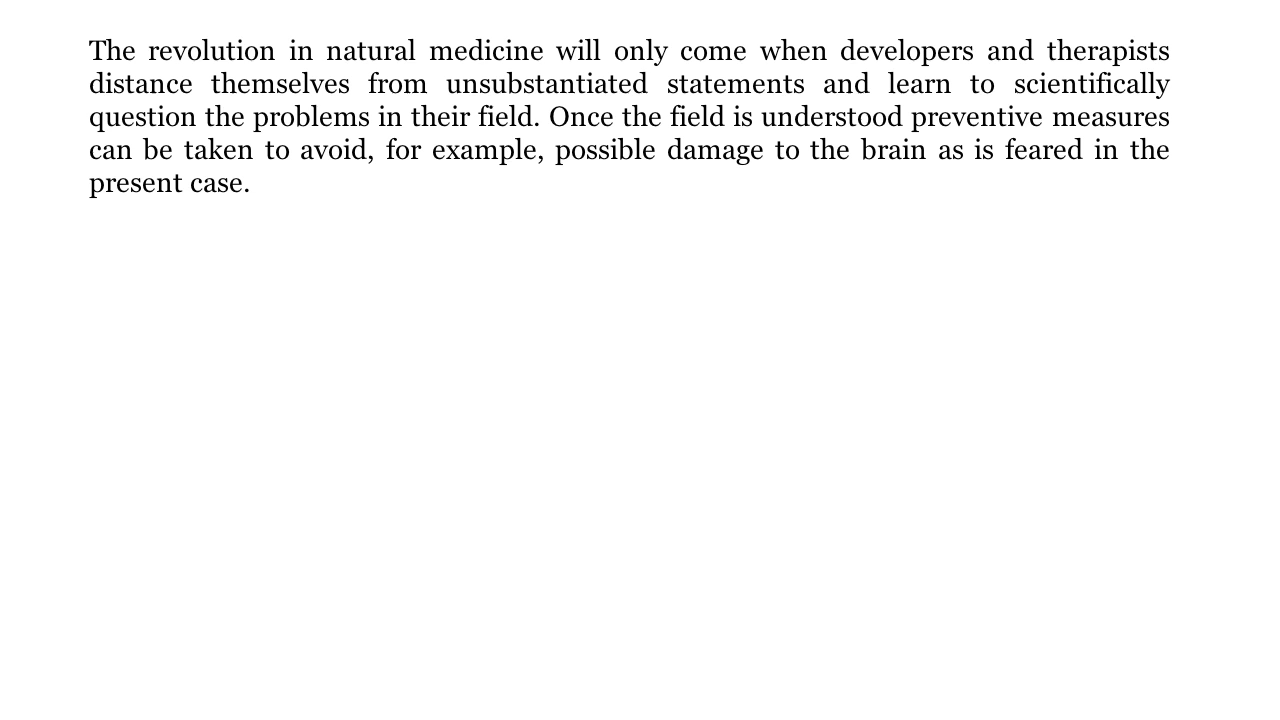 The revolution in natural medicine will only come when developers and therapists
distance themselves from unsubstantiated statements and learn to scientifically
question the problems in their field. Once the field is understood preventive measures
can be taken to avoid, for example, possible damage to the brain as is feared in the
present case.